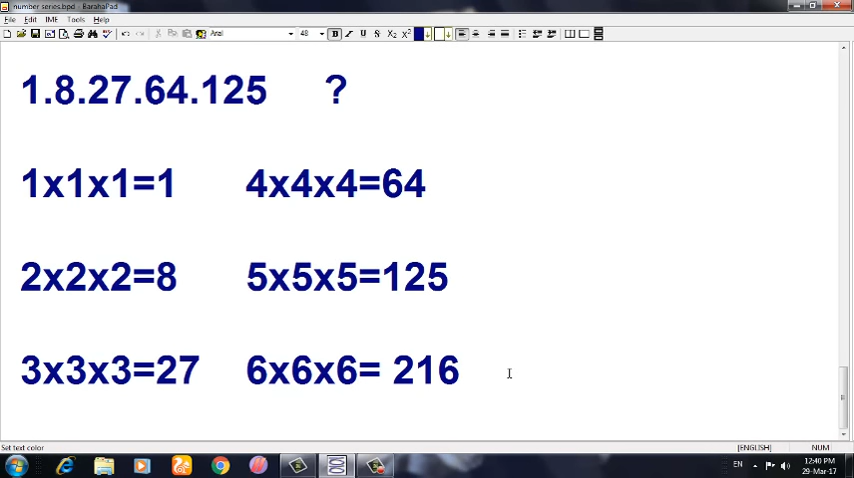 number series.bpd - BarahaPad
File Edit IME Tools Help
Arial 48 B I U S X₂ X²
1.8.27.64.125 ?
1x1x1=1 4x4x4=64
2x2x2=8 5x5x5=125
3x3x3=27 6x6x6= 216
Set text color [ENGLISH] NUM
EN 12:40 PM
29-Mar-17